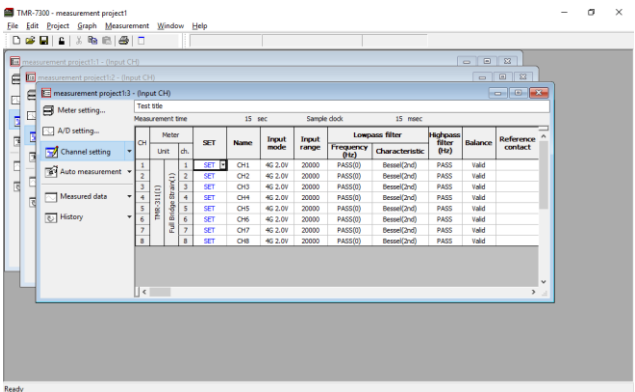 TMR-7300 - measurement project1
File Edit Project Graph Measurement Window Help
measurement project1:1 - (Input CH)
measurement project1:2 - (Input CH)
measurement project1:3 - (Input CH)
Meter setting...
A/D setting...
Channel setting
Auto measurement
Measured data
History
Test title
Measurement time 15 sec Sample clock 15 msec
CH Meter SET Name Input mode Input range Lowpass filter Highpass filter (Hz) Balance Reference contact
Unit ch. Frequency (Hz) Characteristic
TMR-311(1)
Full Bridge Strain(1)
1 1 SET CH1 4G 2.0V 20000 PASS(0) Bessel(2nd) PASS Valid
2 2 SET CH2 4G 2.0V 20000 PASS(0) Bessel(2nd) PASS Valid
3 3 SET CH3 4G 2.0V 20000 PASS(0) Bessel(2nd) PASS Valid
4 4 SET CH4 4G 2.0V 20000 PASS(0) Bessel(2nd) PASS Valid
5 5 SET CH5 4G 2.0V 20000 PASS(0) Bessel(2nd) PASS Valid
6 6 SET CH6 4G 2.0V 20000 PASS(0) Bessel(2nd) PASS Valid
7 7 SET CH7 4G 2.0V 20000 PASS(0) Bessel(2nd) PASS Valid
8 8 SET CH8 4G 2.0V 20000 PASS(0) Bessel(2nd) PASS Valid
Ready